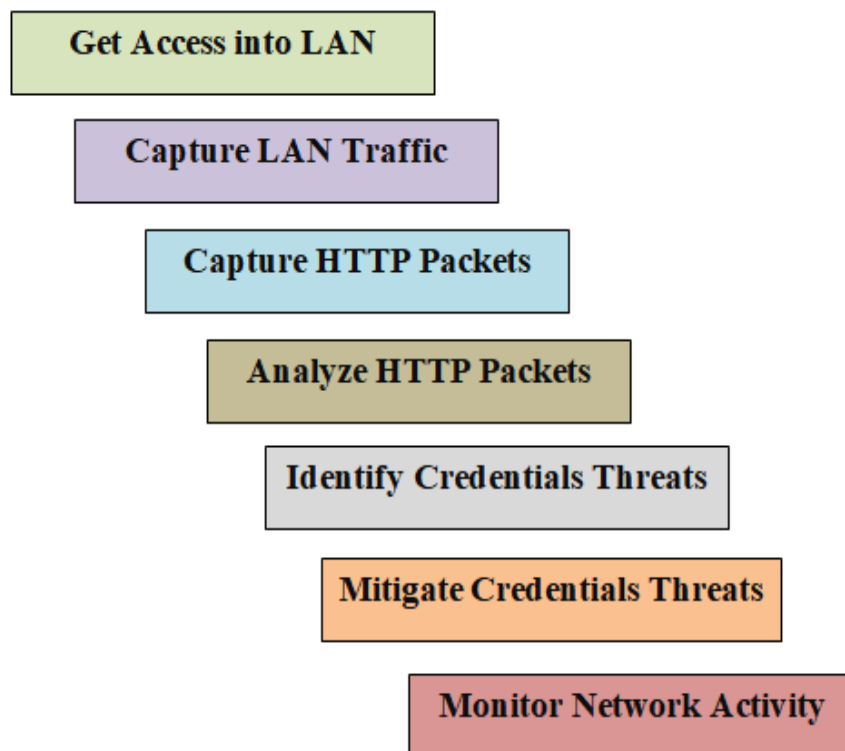 Get Access into LAN
Capture LAN Traffic
Capture HTTP Packets
Analyze HTTP Packets
Identify Credentials Threats
Mitigate Credentials Threats
Monitor Network Activity